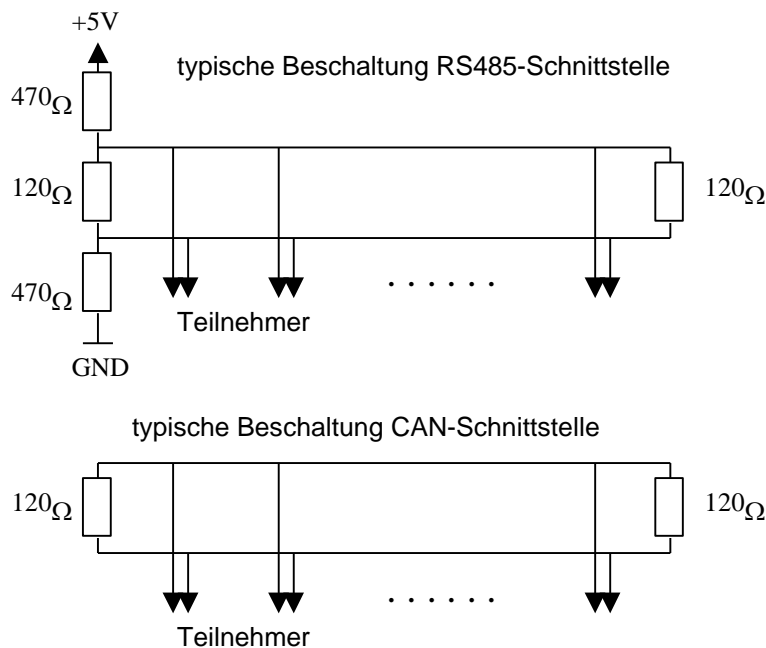 +5V
typische Beschaltung RS485-Schnittstelle
470Ω
120Ω
120Ω
470Ω
. . . . . .
Teilnehmer
GND
typische Beschaltung CAN-Schnittstelle
120Ω
120Ω
. . . . . .
Teilnehmer